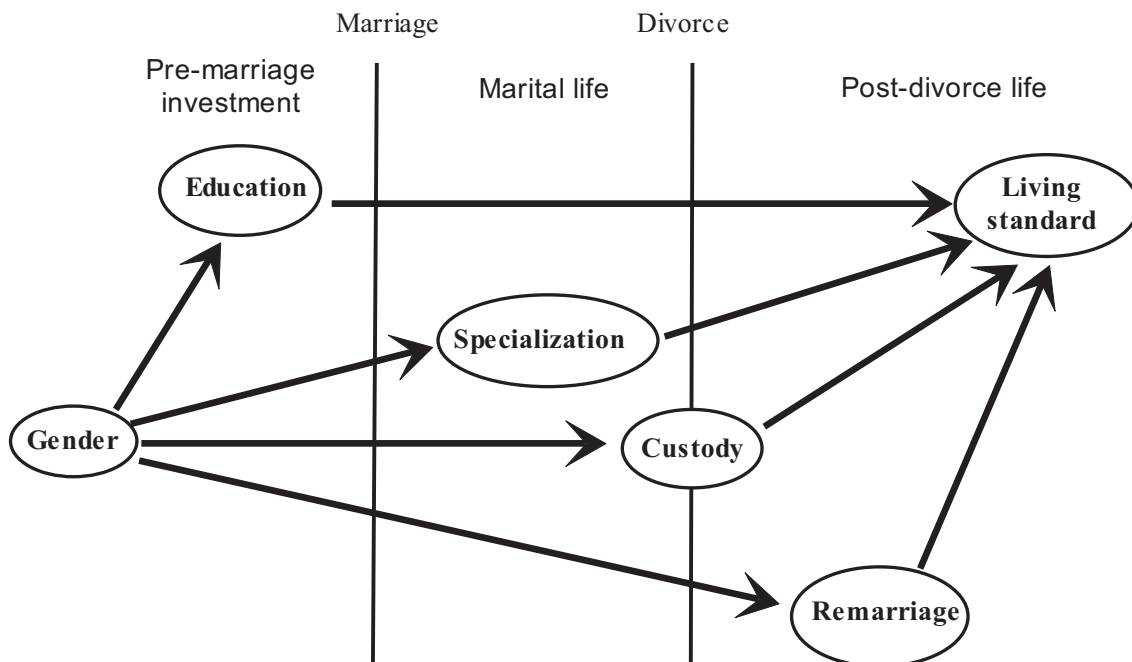 Marriage
Divorce
Pre-marriage
investment
Marital life
Post-divorce life
Education
Living
standard
Specialization
Gender
Custody
Remarriage